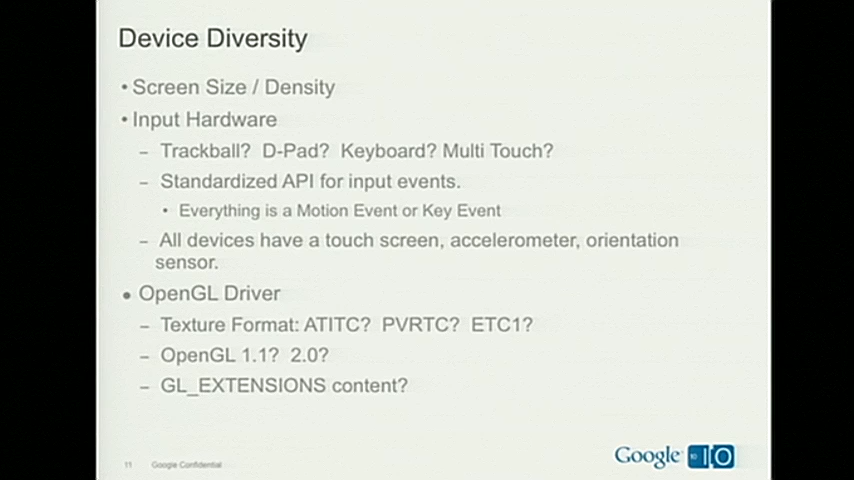 Device Diversity
• Screen Size / Density
• Input Hardware
– Trackball? D-Pad? Keyboard? Multi Touch?
– Standardized API for input events.
• Everything is a Motion Event or Key Event
– All devices have a touch screen, accelerometer, orientation
sensor.
• OpenGL Driver
– Texture Format: ATITC? PVRTC? ETC1?
– OpenGL 1.1? 2.0?
– GL_EXTENSIONS content?
11 Google Confidential
Google 10 IO